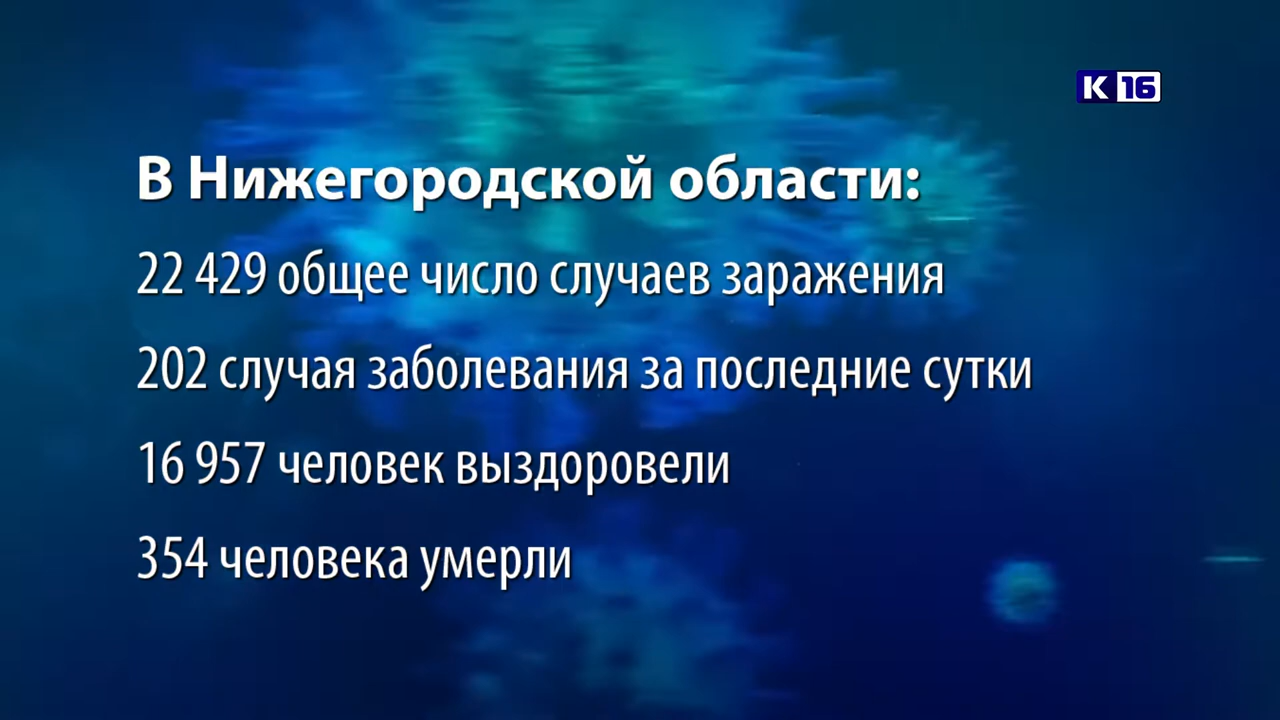 К 16
В Нижегородской области:
22 429 общее число случаев заражения
202 случая заболевания за последние сутки
16 957 человек выздоровели
354 человека умерли